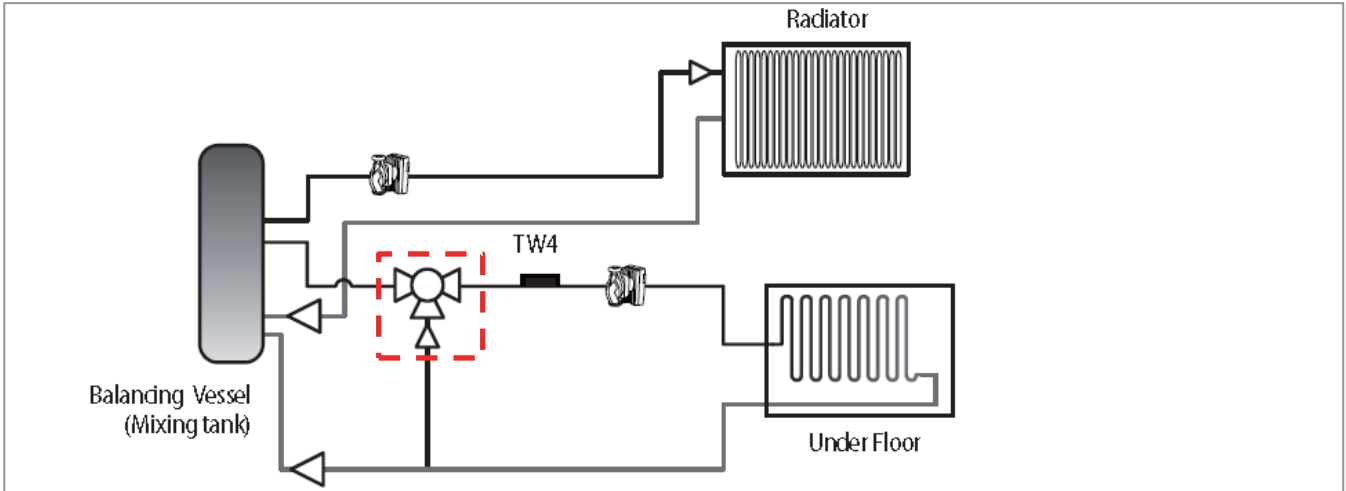 Radiator
TW4
Balancing Vessel
(Mixing tank)
Under Floor